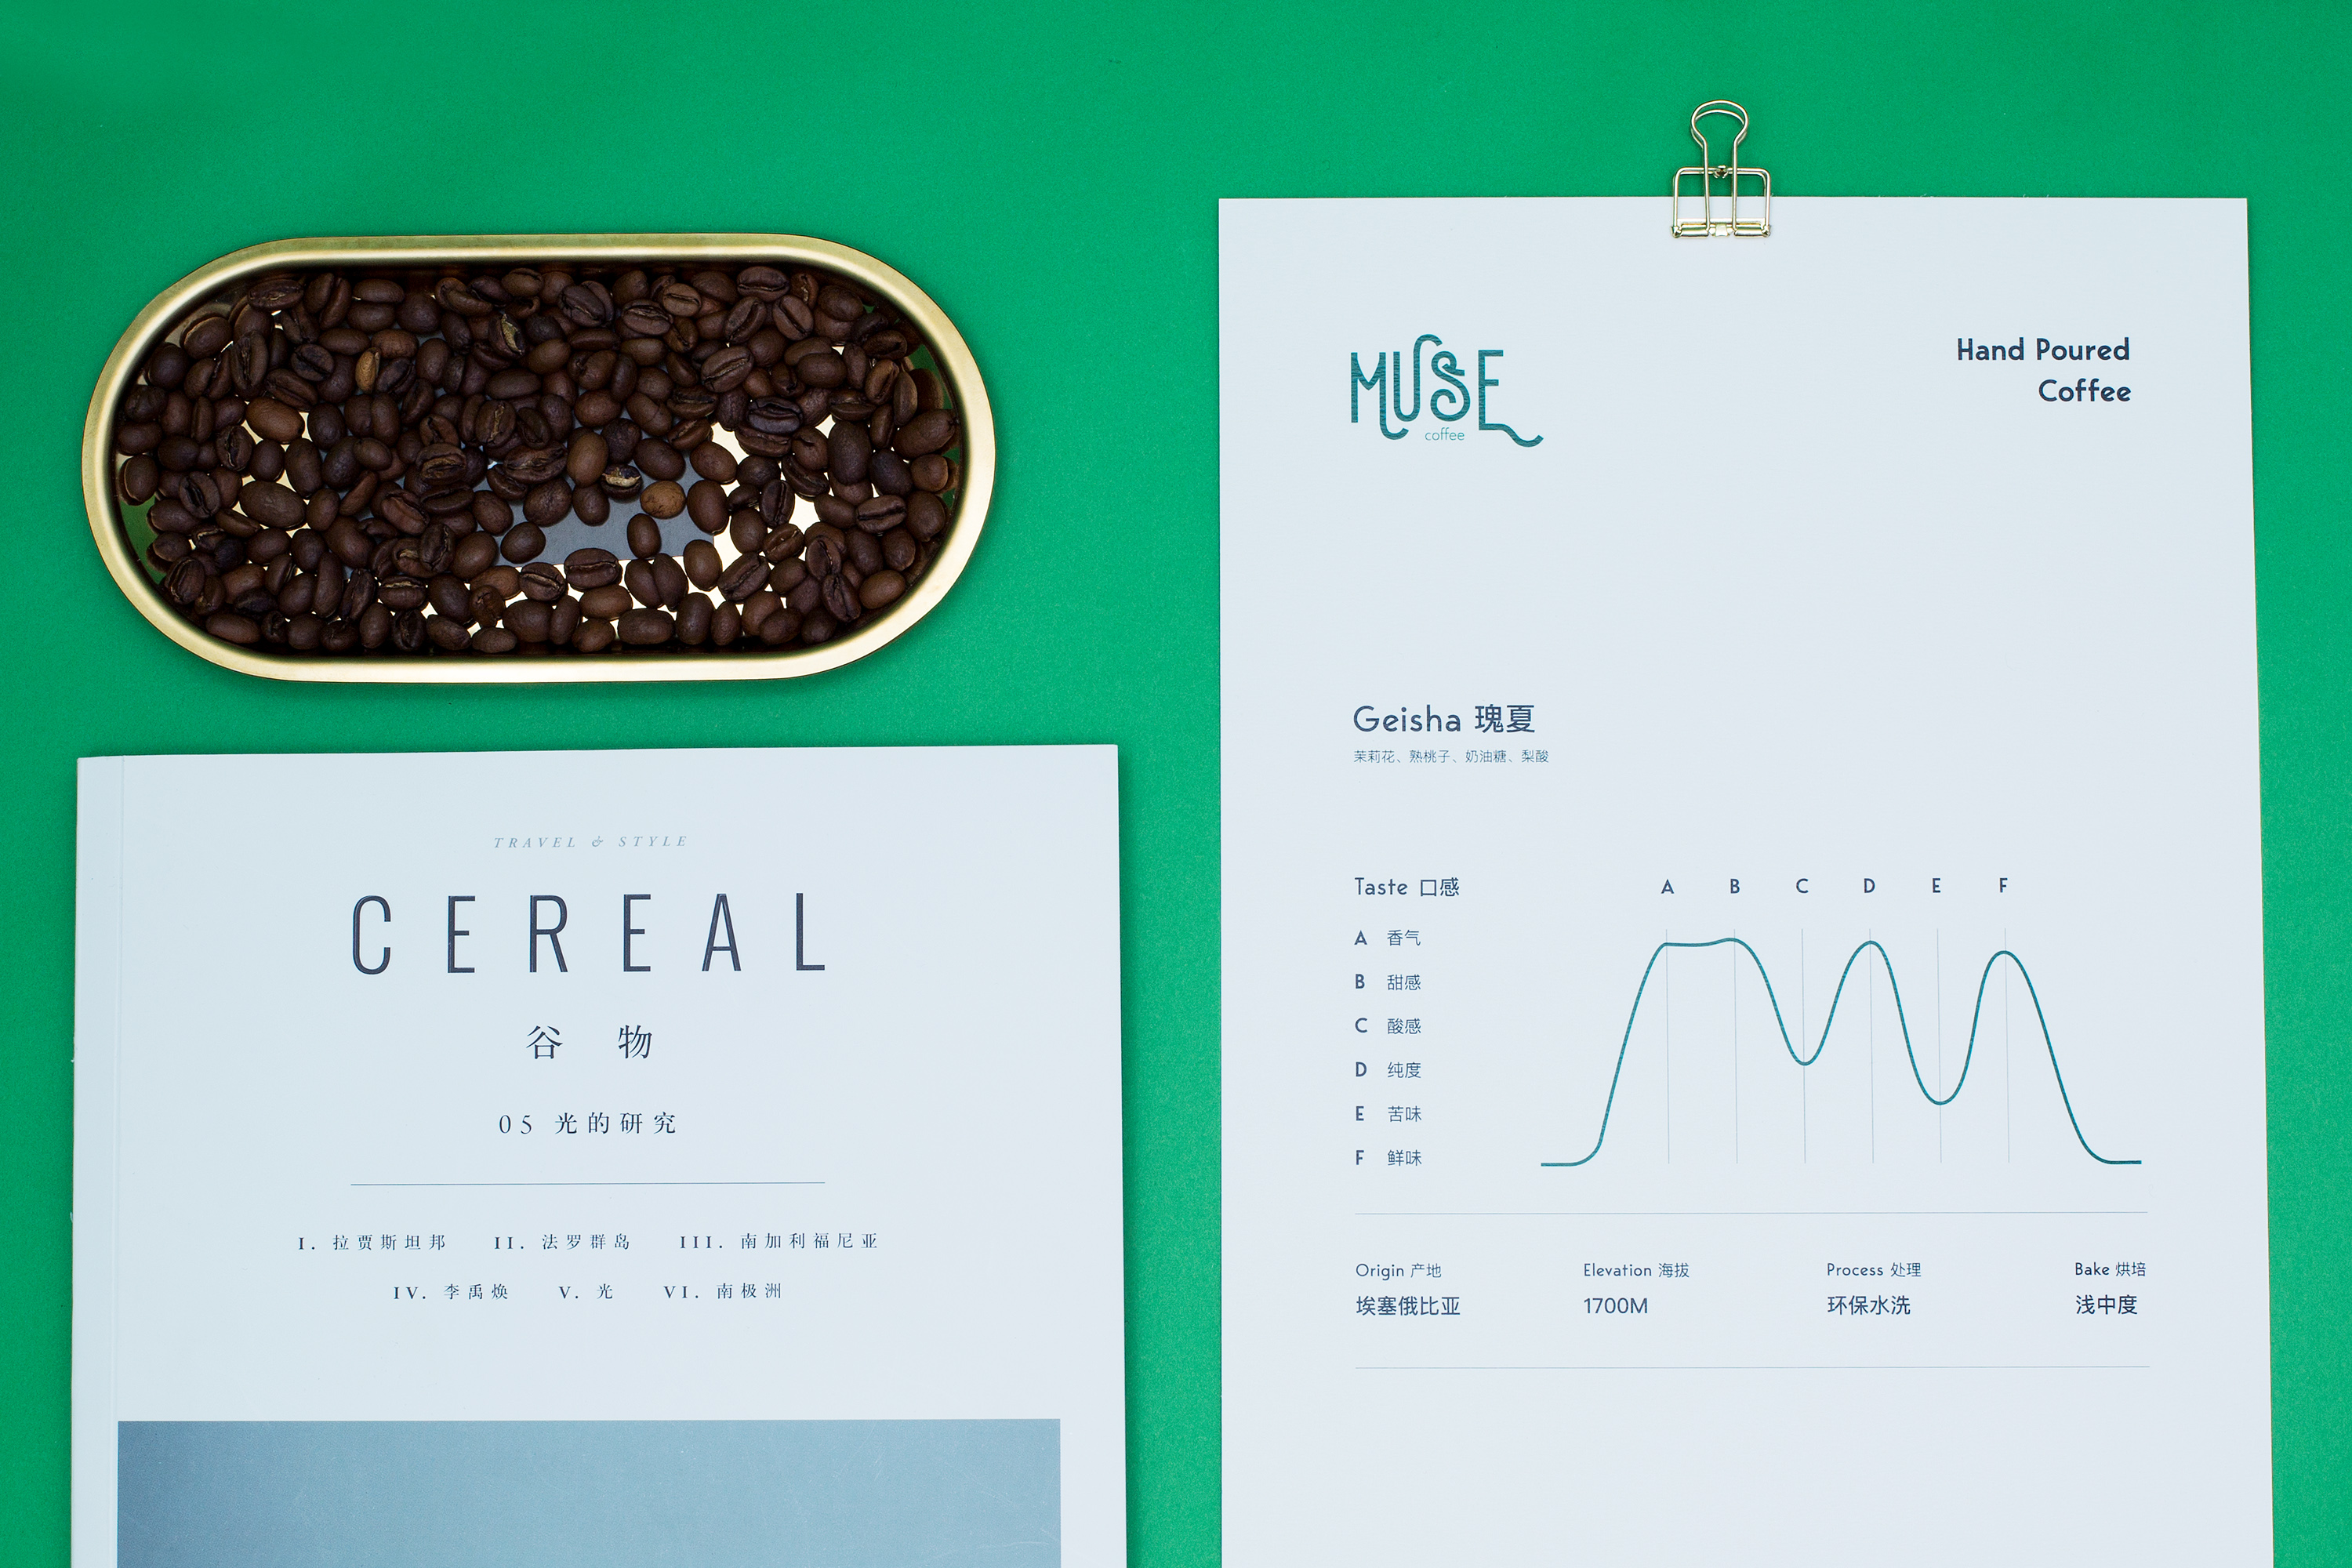 TRAVEL & STYLE
CEREAL
谷物
05 光的研究
I. 拉贾斯坦邦 II. 法罗群岛 III. 南加利福尼亚
IV. 李禹焕 V. 光 VI. 南极洲
MUSE
coffee
Hand Poured
Coffee
Geisha 瑰夏
茉莉花、熟桃子、奶油糖、梨酸
Taste 口感
A 香气
B 甜感
C 酸感
D 纯度
E 苦味
F 鲜味
A B C D E F
Origin 产地
埃塞俄比亚
Elevation 海拔
1700M
Process 处理
环保水洗
Bake 烘培
浅中度